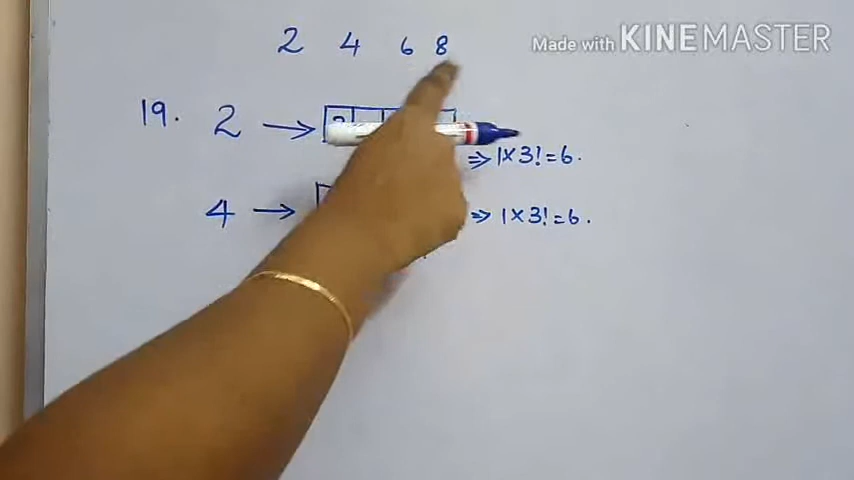 2 4 6 8
Made with KINEMASTER
19. 2 →
⇒ 1×3! = 6.
4 → ⇒ 1×3! = 6.